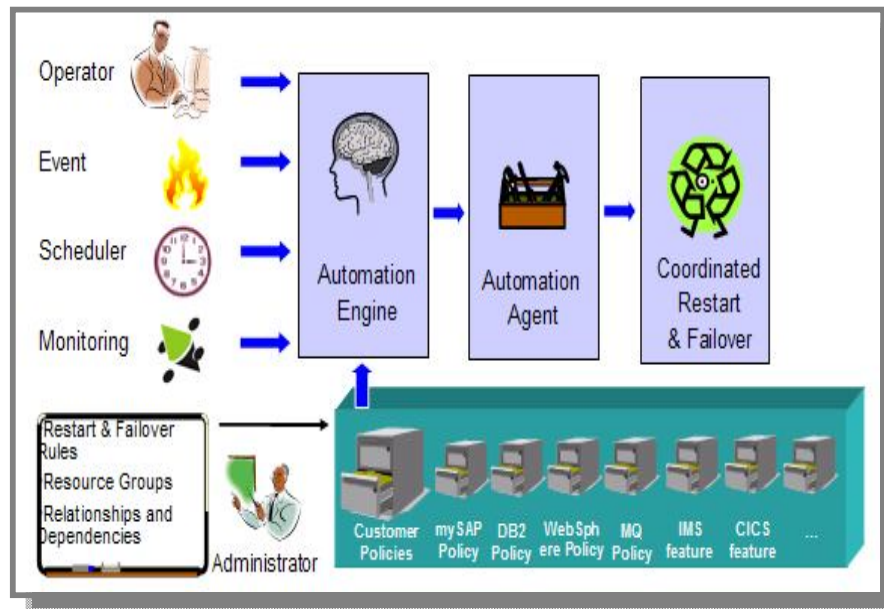 Operator
Event
Scheduler
Monitoring
Automation
Engine
Automation
Agent
Coordinated
Restart
& Failover
Restart & Failover
Rules
Resource Groups
Relationships and
Dependencies
Administrator
Customer
Policies
mySAP
Policy
DB2
Policy
WebSph
ere Policy
MQ
Policy
IMS
feature
CICS
feature
...